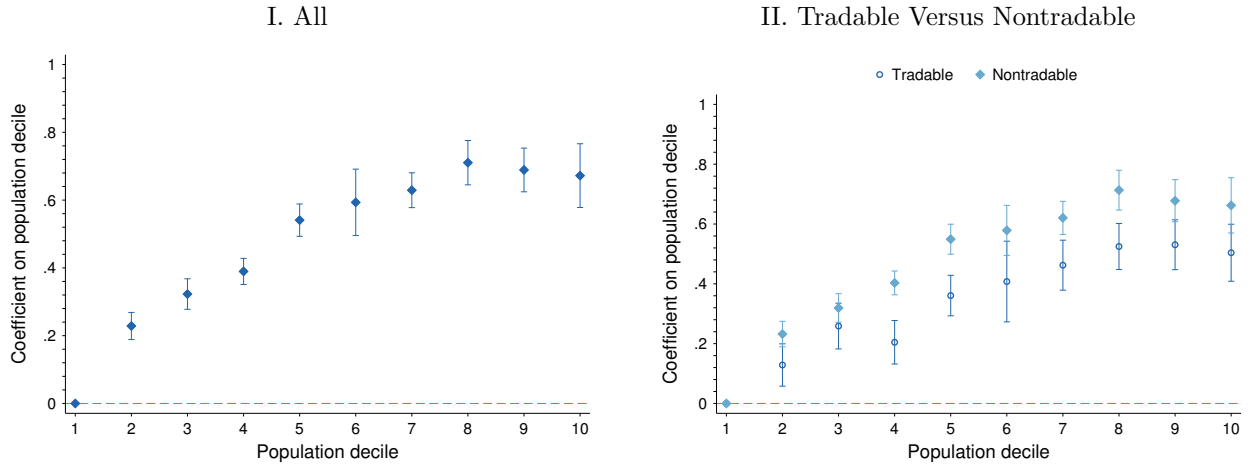 I. All
Coefficient on population decile
1
.8
.6
.4
.2
0
1 2 3 4 5 6 7 8 9 10
Population decile
II. Tradable Versus Nontradable
Tradable Nontradable
Coefficient on population decile
1
.8
.6
.4
.2
0
1 2 3 4 5 6 7 8 9 10
Population decile